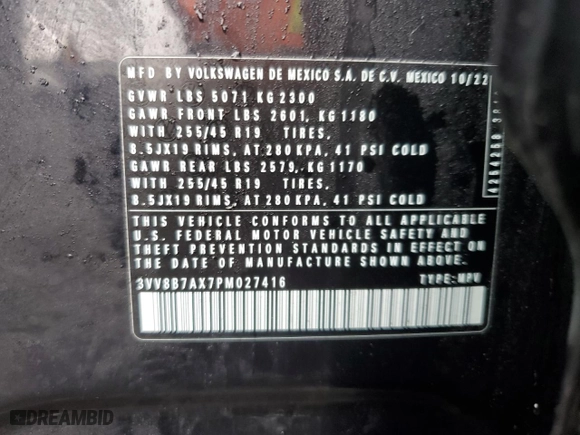 MFD BY VOLKSWAGEN DE MEXICO S.A. DE C.V. MEXICO 10/22
GVWR LBS 5071 KG 2300
GAWR FRONT LBS 2601, KG 1180
WITH 255/45 R19 TIRES,
8.5JX19 RIMS, AT 280 KPA, 41 PSI COLD
GAWR REAR LBS 2579, KG 1170
WITH 255/45 R19 TIRES,
8.5JX19 RIMS, AT 280 KPA, 41 PSI COLD
THIS VEHICLE CONFORMS TO ALL APPLICABLE
U.S. FEDERAL MOTOR VEHICLE SAFETY AND
THEFT PREVENTION STANDARDS IN EFFECT ON
THE DATE OF MANUFACTURE SHOWN ABOVE.
3VV8B7AX7PM027416 TYPE: MPV
DREAMBID